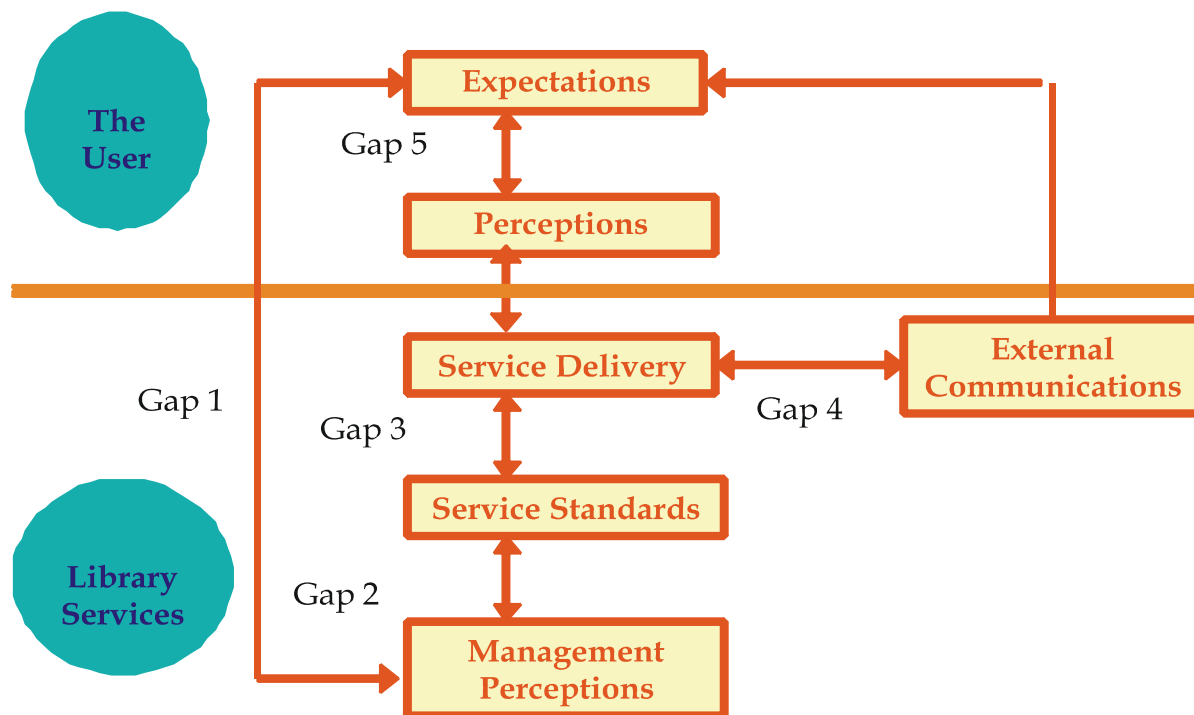 Expectations
The
User
Gap 5
Perceptions
Service Delivery
External
Communications
Gap 1
Gap 3
Gap 4
Service Standards
Library
Services
Gap 2
Management
Perceptions